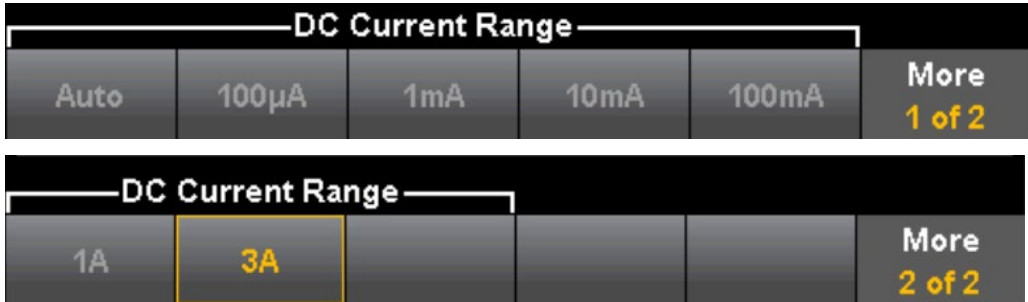 DC Current Range
Auto 100µA 1mA 10mA 100mA More
1 of 2
DC Current Range
1A 3A More
2 of 2